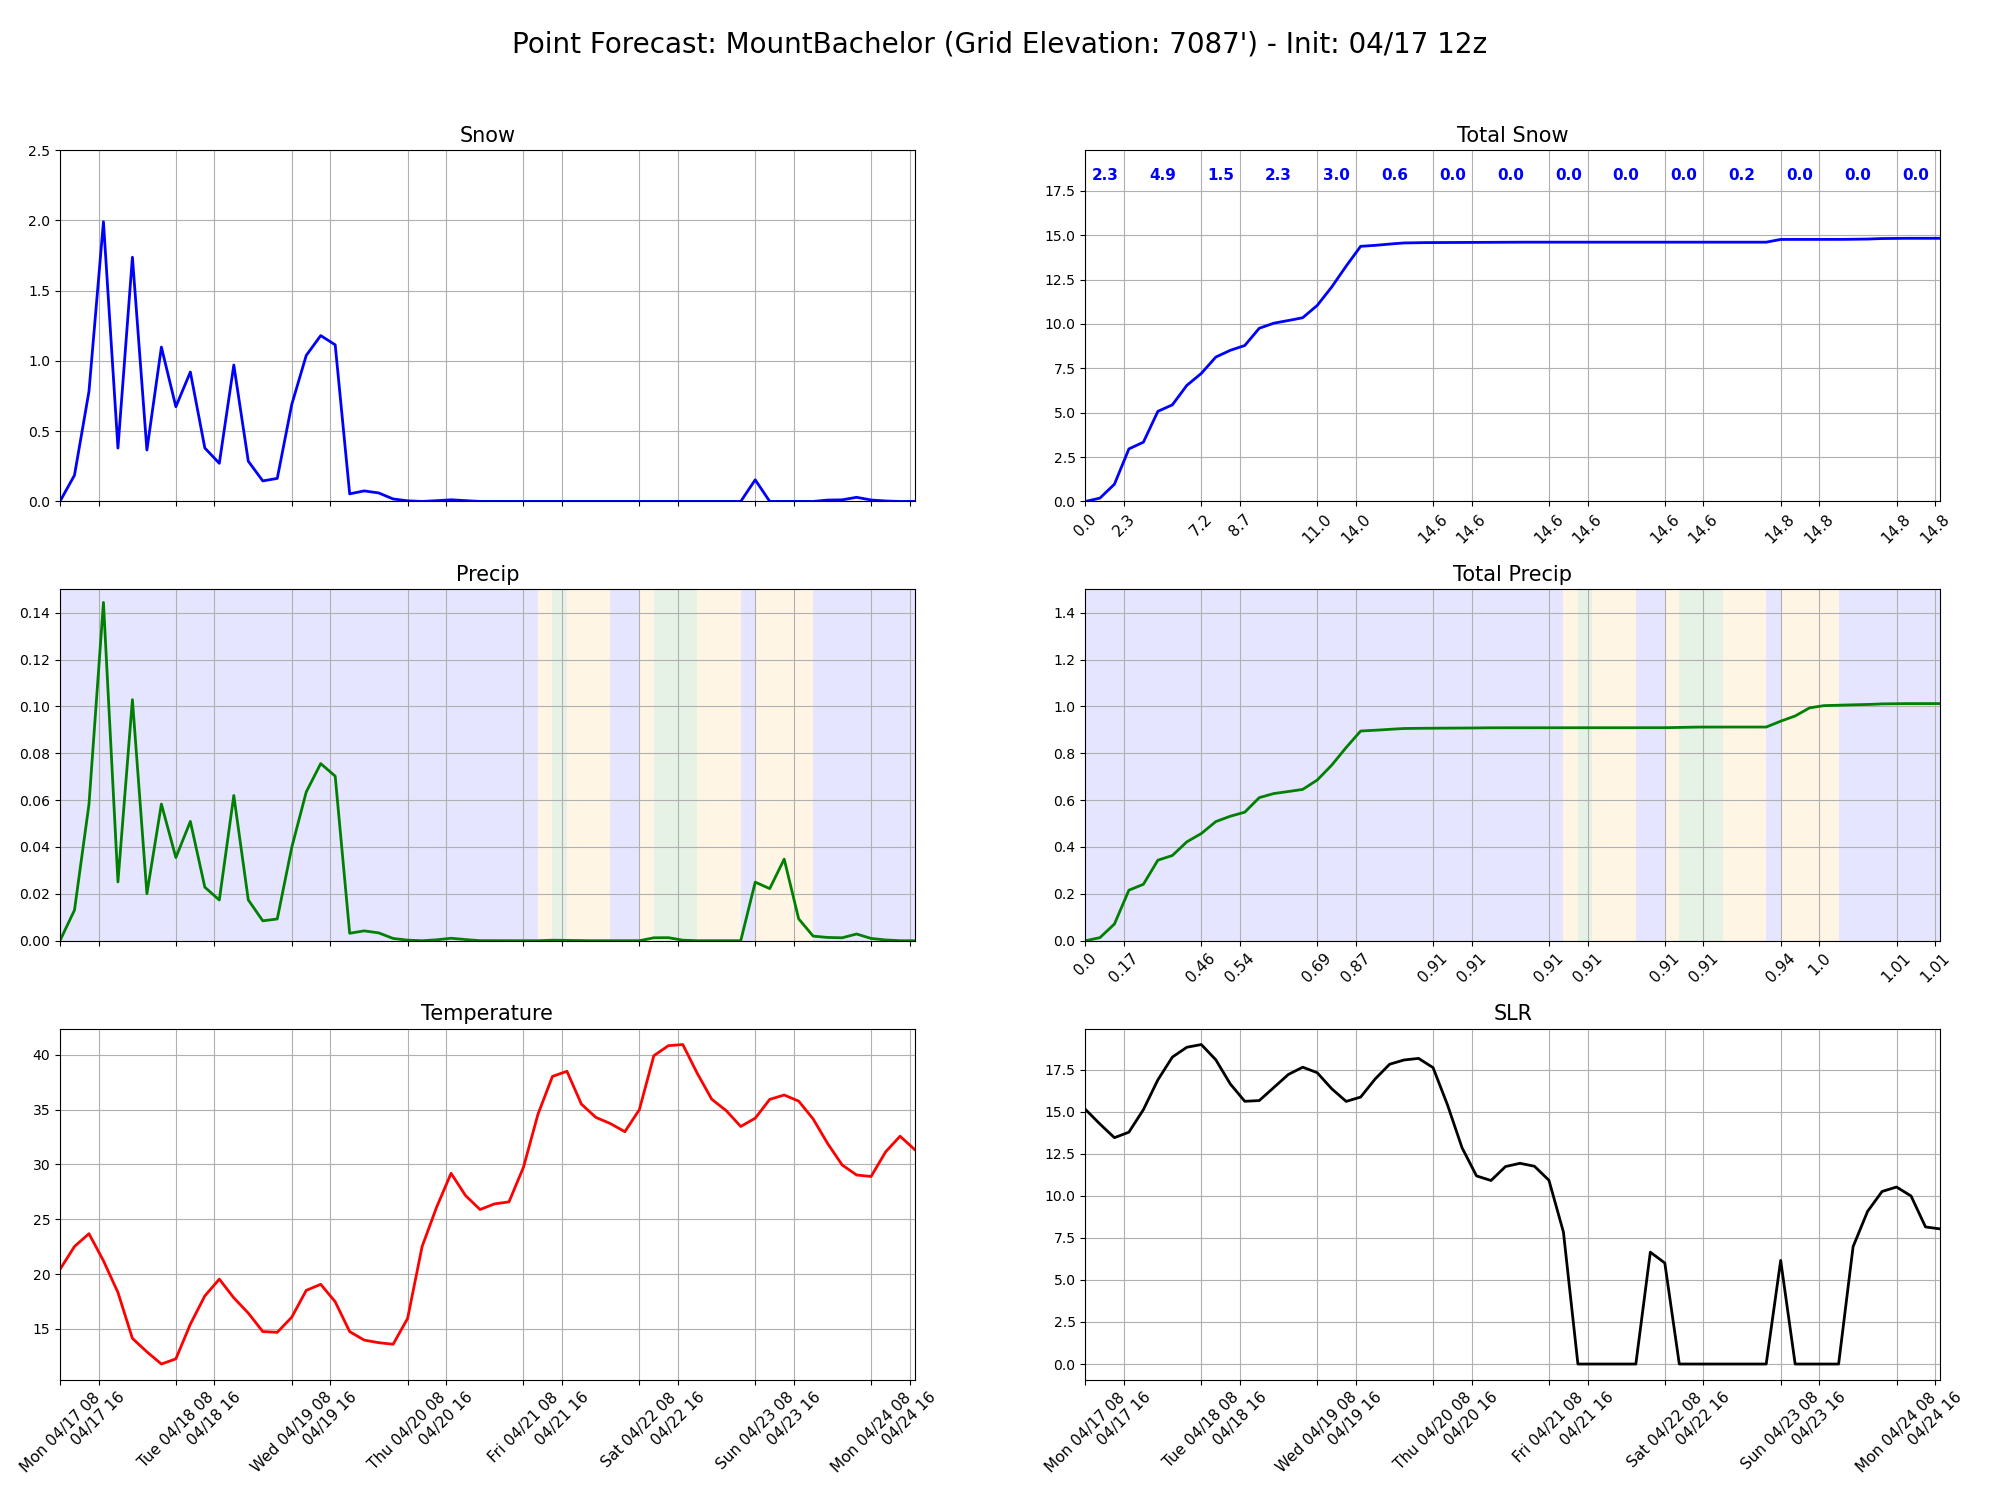 Point Forecast: MountBachelor (Grid Elevation: 7087') - Init: 04/17 12z
Snow
2.5
2.0
1.5
1.0
0.5
0.0
Total Snow
2.3 4.9 1.5 2.3 3.0 0.6 0.0 0.0 0.0 0.0 0.0 0.2 0.0 0.0 0.0
17.5
15.0
12.5
10.0
7.5
5.0
2.5
0.0
0.0 2.3 7.2 8.7 11.0 14.0 14.6 14.6 14.6 14.6 14.6 14.6 14.8 14.8 14.8 14.8
Precip
0.14
0.12
0.10
0.08
0.06
0.04
0.02
0.00
Total Precip
1.4
1.2
1.0
0.8
0.6
0.4
0.2
0.0
0.0 0.17 0.46 0.54 0.69 0.87 0.91 0.91 0.91 0.91 0.91 0.91 0.94 1.0 1.01 1.01
Temperature
40
35
30
25
20
15
Mon 04/17 08
04/17 16
Tue 04/18 08
04/18 16
Wed 04/19 08
04/19 16
Thu 04/20 08
04/20 16
Fri 04/21 08
04/21 16
Sat 04/22 08
04/22 16
Sun 04/23 08
04/23 16
Mon 04/24 08
04/24 16
SLR
17.5
15.0
12.5
10.0
7.5
5.0
2.5
0.0
Mon 04/17 08
04/17 16
Tue 04/18 08
04/18 16
Wed 04/19 08
04/19 16
Thu 04/20 08
04/20 16
Fri 04/21 08
04/21 16
Sat 04/22 08
04/22 16
Sun 04/23 08
04/23 16
Mon 04/24 08
04/24 16